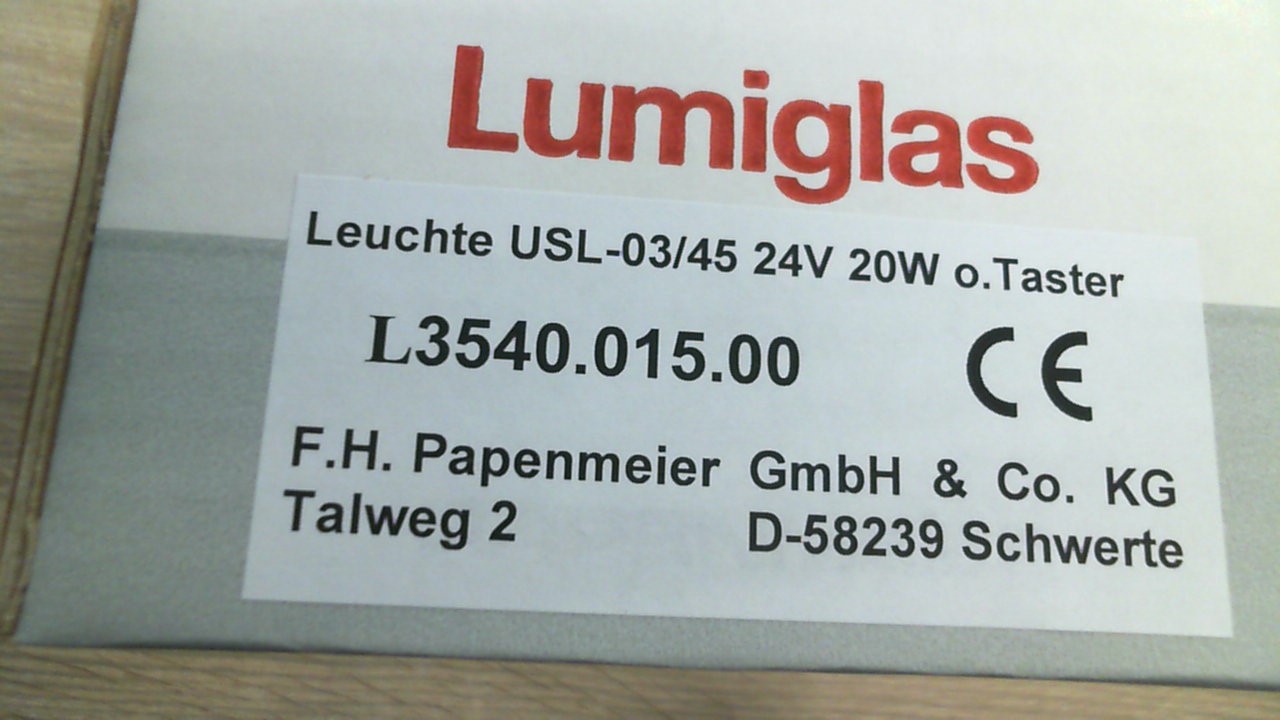 Lumiglas
Leuchte USL-03/45 24V 20W o.Taster
L3540.015.00 CE
F.H. Papenmeier GmbH & Co. KG
Talweg 2 D-58239 Schwerte